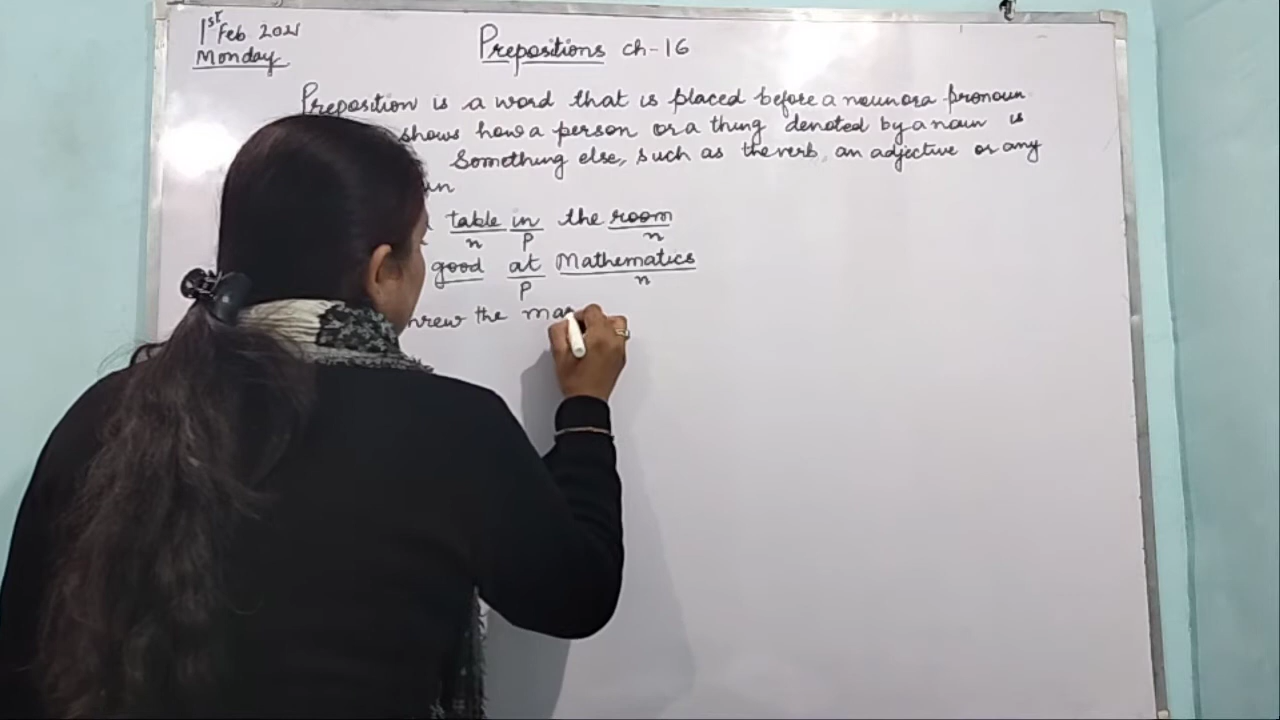 1st Feb 2021
Monday
Prepositions ch-16
Preposition is a word that is placed before a noun or a pronoun
shows how a person or a thing denoted by a noun is
Something else, such as the verb, an adjective or any
table in the room
n p n
good at Mathematics
p n
the